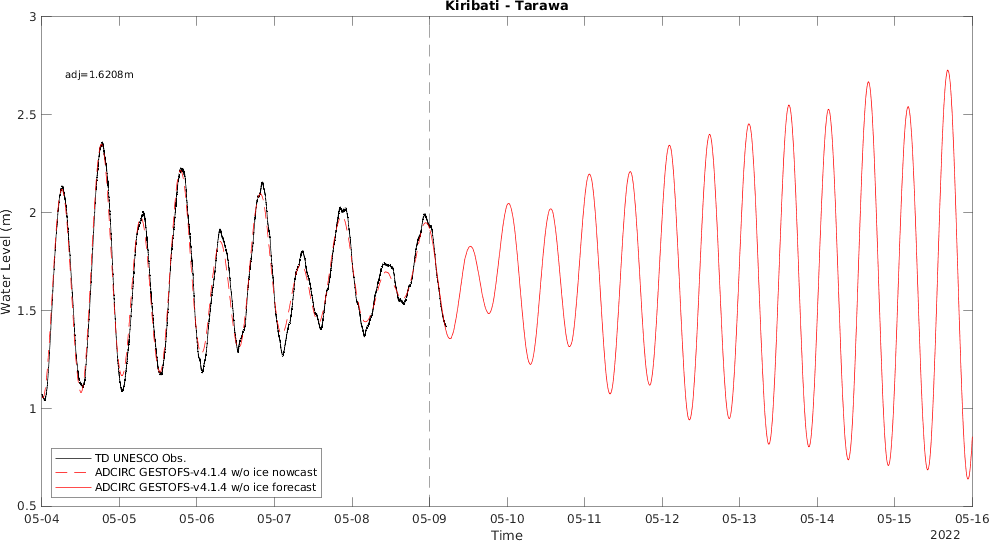 Kiribati - Tarawa
adj=1.6208m
3
2.5
2
1.5
1
0.5
Water Level (m)
TD UNESCO Obs.
ADCIRC GESTOFS-v4.1.4 w/o ice nowcast
ADCIRC GESTOFS-v4.1.4 w/o ice forecast
05-04 05-05 05-06 05-07 05-08 05-09 05-10 05-11 05-12 05-13 05-14 05-15 05-16
Time
2022